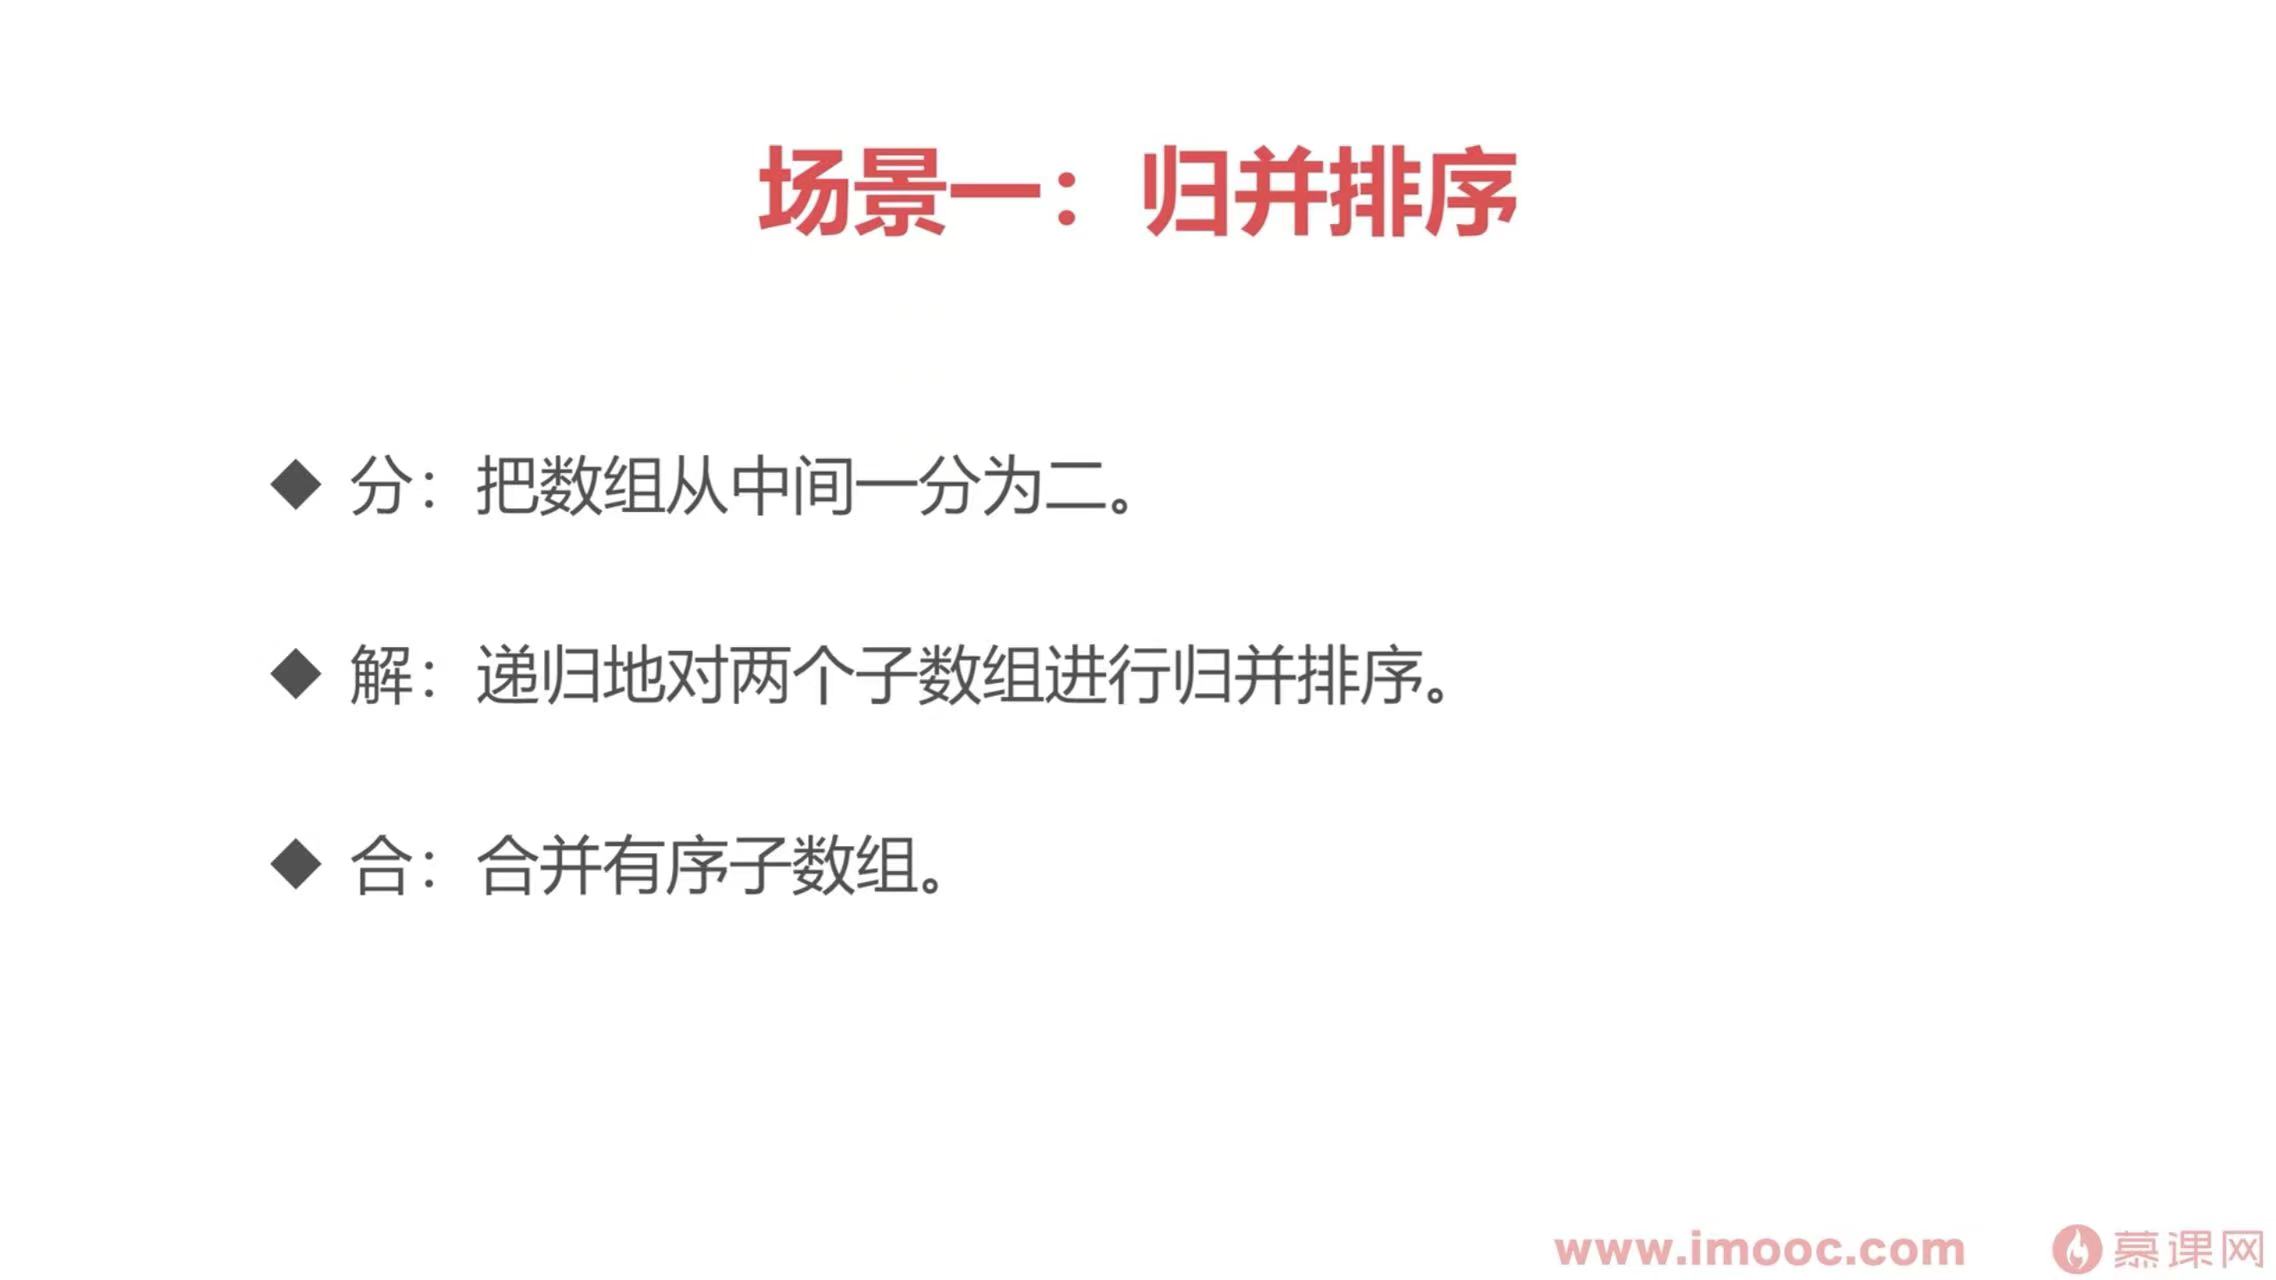 场景一：归并排序
◆ 分：把数组从中间一分为二。
◆ 解：递归地对两个子数组进行归并排序。
◆ 合：合并有序子数组。
www.imooc.com 慕课网